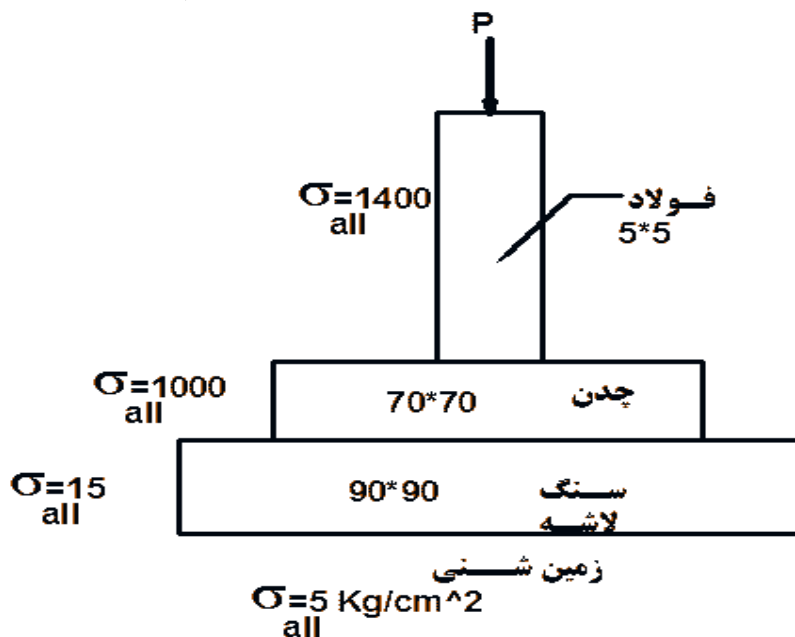 P
σ=1400
all
فولاد
5*5
σ=1000
all
70*70
چدن
σ=15
all
90*90
سنگ
لاشه
زمین شنی
σ=5 Kg/cm^2
all